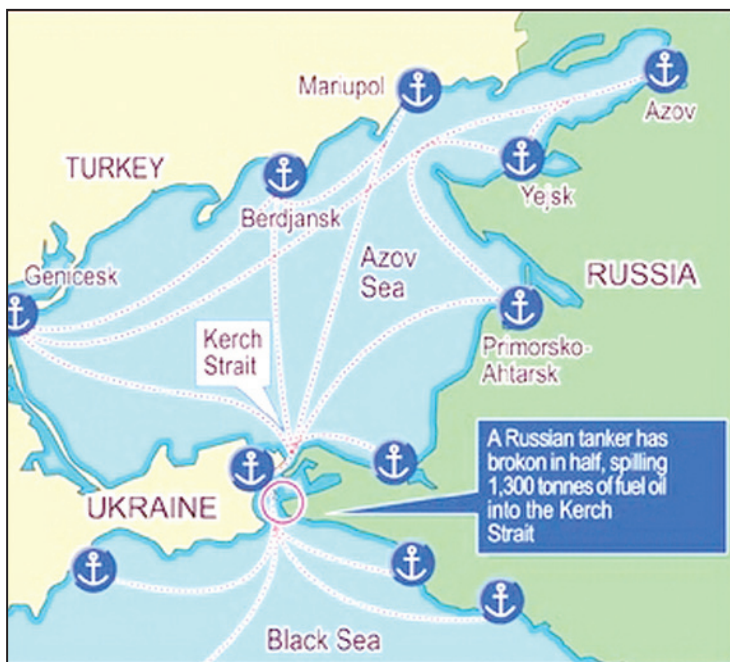 Mariupol
Azov
TURKEY
Berdjansk
Yejsk
Genicesk
Azov
Sea
RUSSIA
Kerch
Strait
Primorsko-
Ahtarsk
A Russian tanker has
brokon in half, spilling
1,300 tonnes of fuel oil
into the Kerch
Strait
UKRAINE
Black Sea